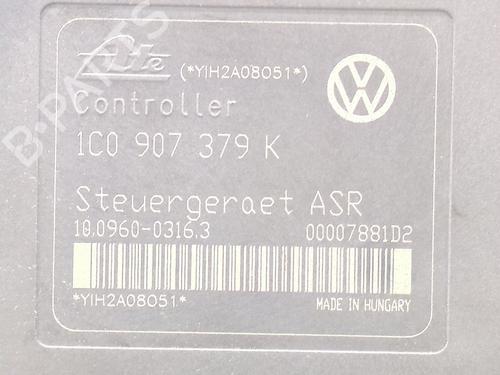 Ate (*YIH2A08051*)
Controller
1C0 907 379 K
Steuergeraet ASR
10.0960-0316.3 00007881D2
*YIH2A08051* MADE IN HUNGARY
B-PARTS